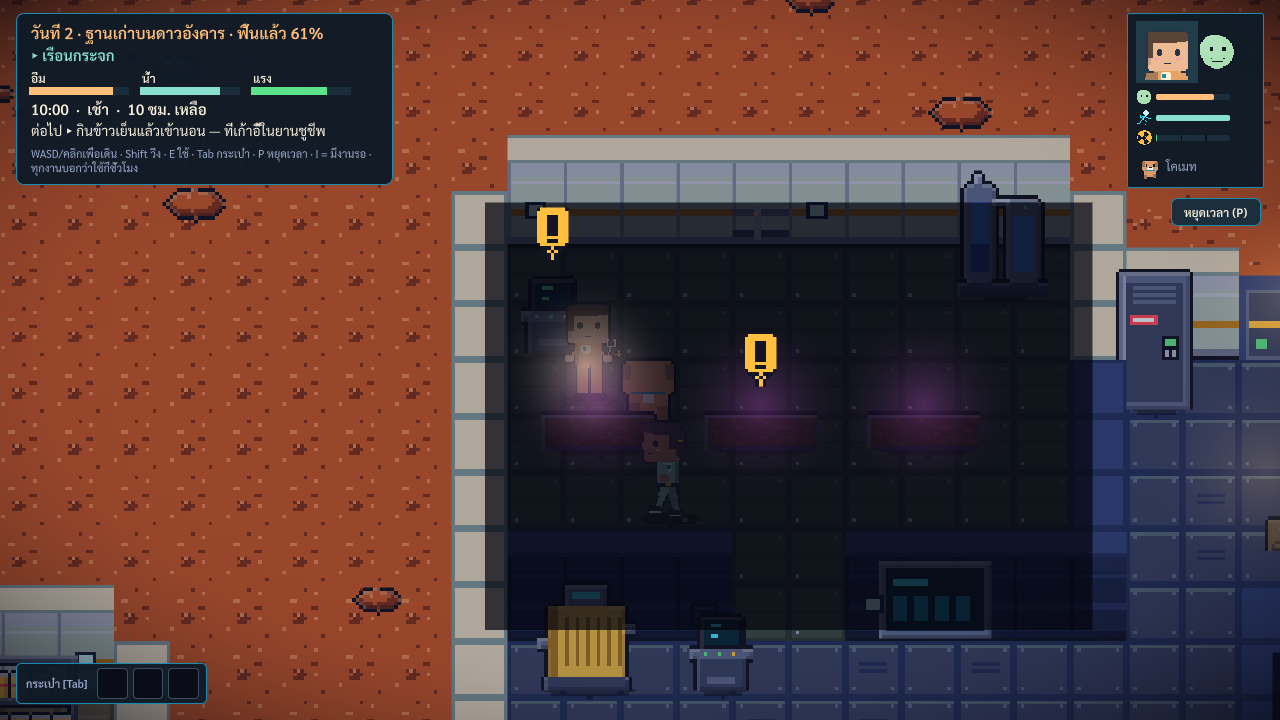 วันที่ 2 · ฐานเก่าบนดาวอังคาร · ฟื้นแล้ว 61%
‣ เรือนกระจก
อิ่ม น้ำ แรง
10:00 · เช้า · 10 ชม. เหลือ
ต่อไป ‣ กินข้าวเย็นแล้วเข้านอน — ที่เก้าอี้ในยานชูชีพ
WASD/คลิกเพื่อเดิน · Shift วิ่ง · E ใช้ · Tab กระเป๋า · P หยุดเวลา · ! = มีงานรอ ·
ทุกงานบอกว่าใช้กี่ชั่วโมง
โคเมท
หยุดเวลา (P)
กระเป๋า [Tab]